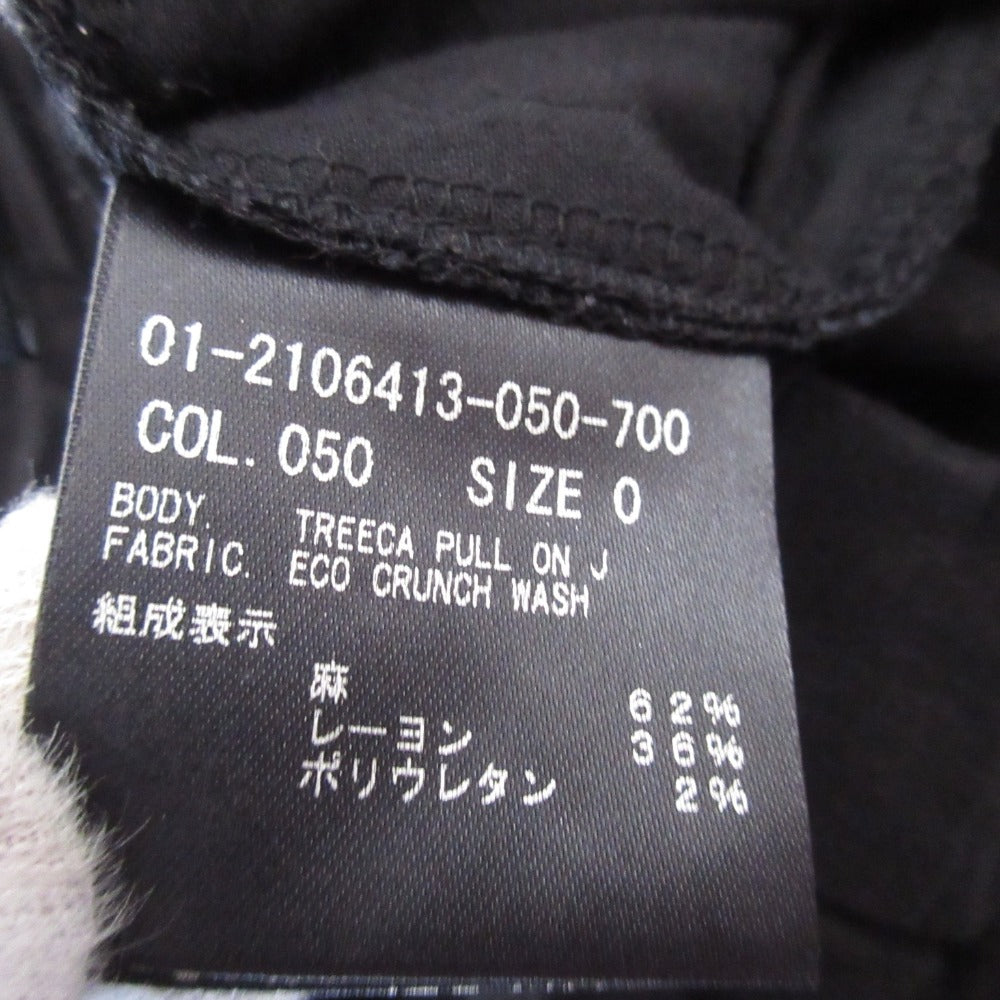 01-2106413-050-700
COL. 050 SIZE 0
BODY. TREECA PULL ON J
FABRIC. ECO CRUNCH WASH
組成表示
麻 62%
レーヨン 36%
ポリウレタン 2%